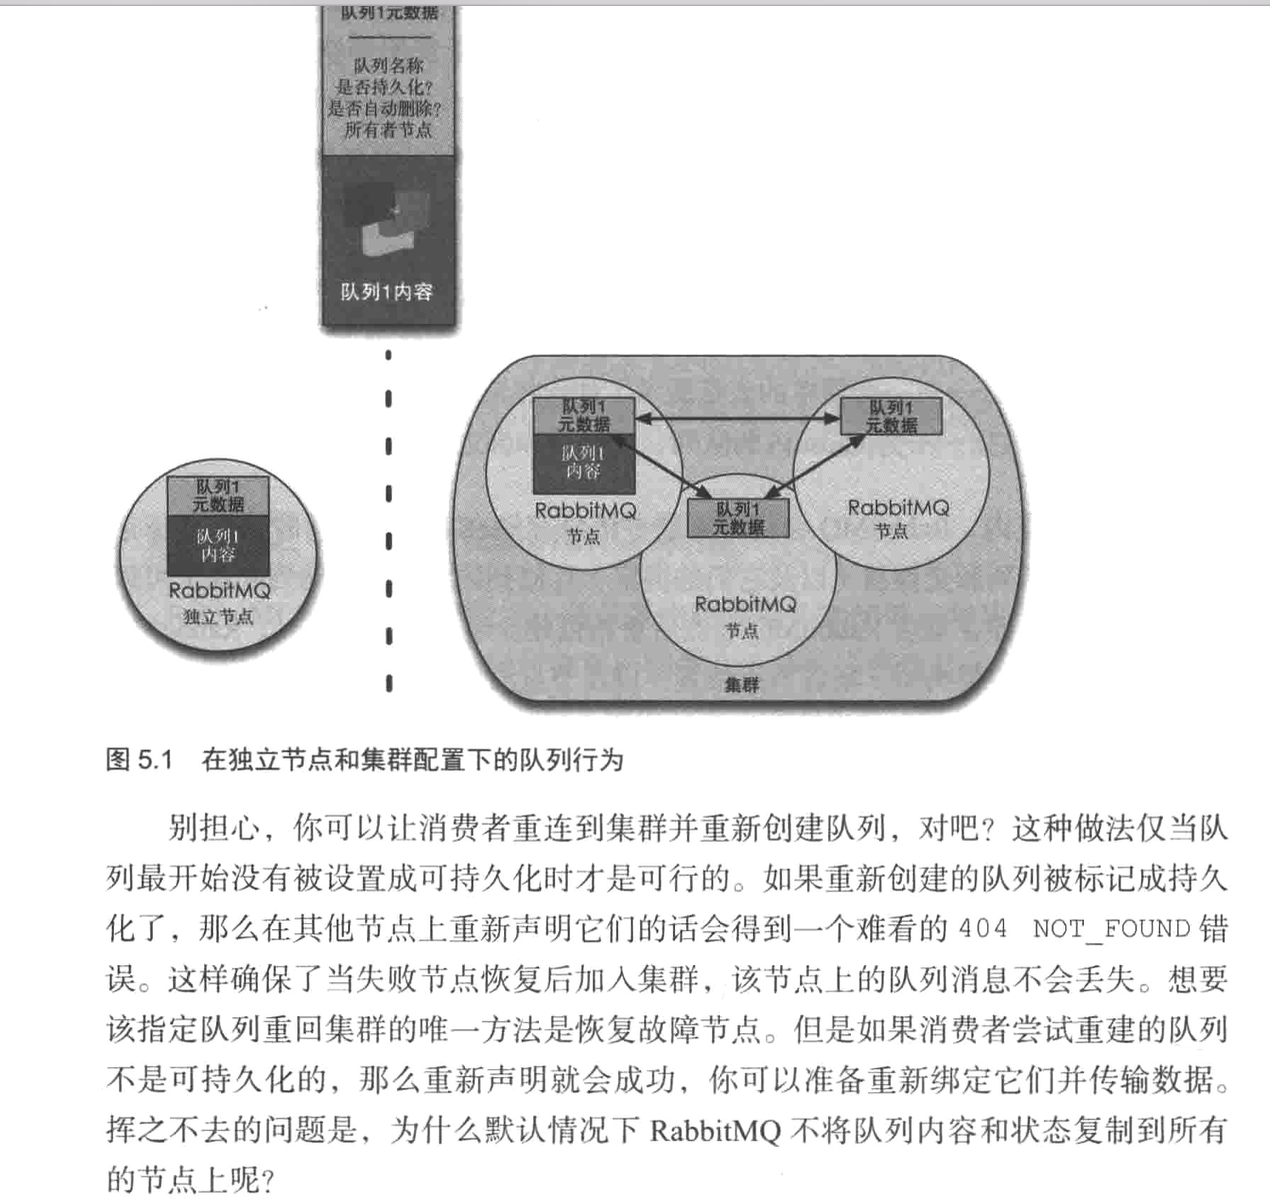 队列1元数据
队列名称
是否持久化?
是否自动删除?
所有者节点
队列1内容
队列1
元数据
队列1
内容
RabbitMQ
独立节点
队列1
元数据
队列1
内容
RabbitMQ
节点
队列1
元数据
RabbitMQ
节点
队列1
元数据
RabbitMQ
节点
集群
图 5.1 在独立节点和集群配置下的队列行为
别担心，你可以让消费者重连到集群并重新创建队列，对吧？这种做法仅当队
列最开始没有被设置成可持久化时才是可行的。如果重新创建的队列被标记成持久
化了，那么在其他节点上重新声明它们的话会得到一个难看的 404 NOT_FOUND 错
误。这样确保了当失败节点恢复后加入集群，该节点上的队列消息不会丢失。想要
该指定队列重回集群的唯一方法是恢复故障节点。但是如果消费者尝试重建的队列
不是可持久化的，那么重新声明就会成功，你可以准备重新绑定它们并传输数据。
挥之不去的问题是，为什么默认情况下 RabbitMQ 不将队列内容和状态复制到所有
的节点上呢？